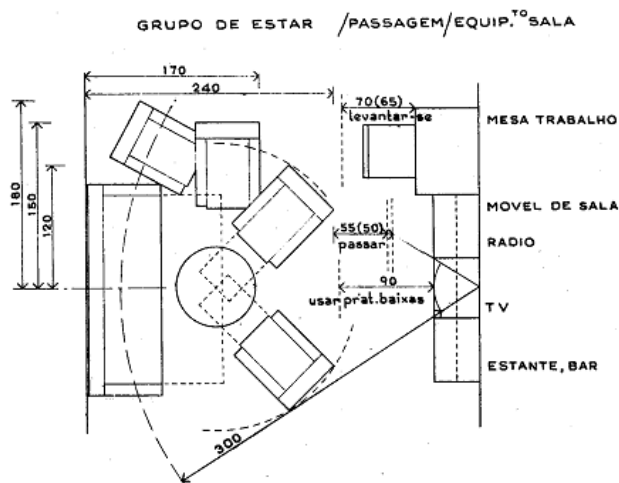 GRUPO DE ESTAR /PASSAGEM/EQUIP.TO SALA
170
240
70(65)
levantar-se
MESA TRABALHO
180
150
120
MOVEL DE SALA
55(50)
passar
RADIO
90
usar prat.baixas
TV
ESTANTE, BAR
300